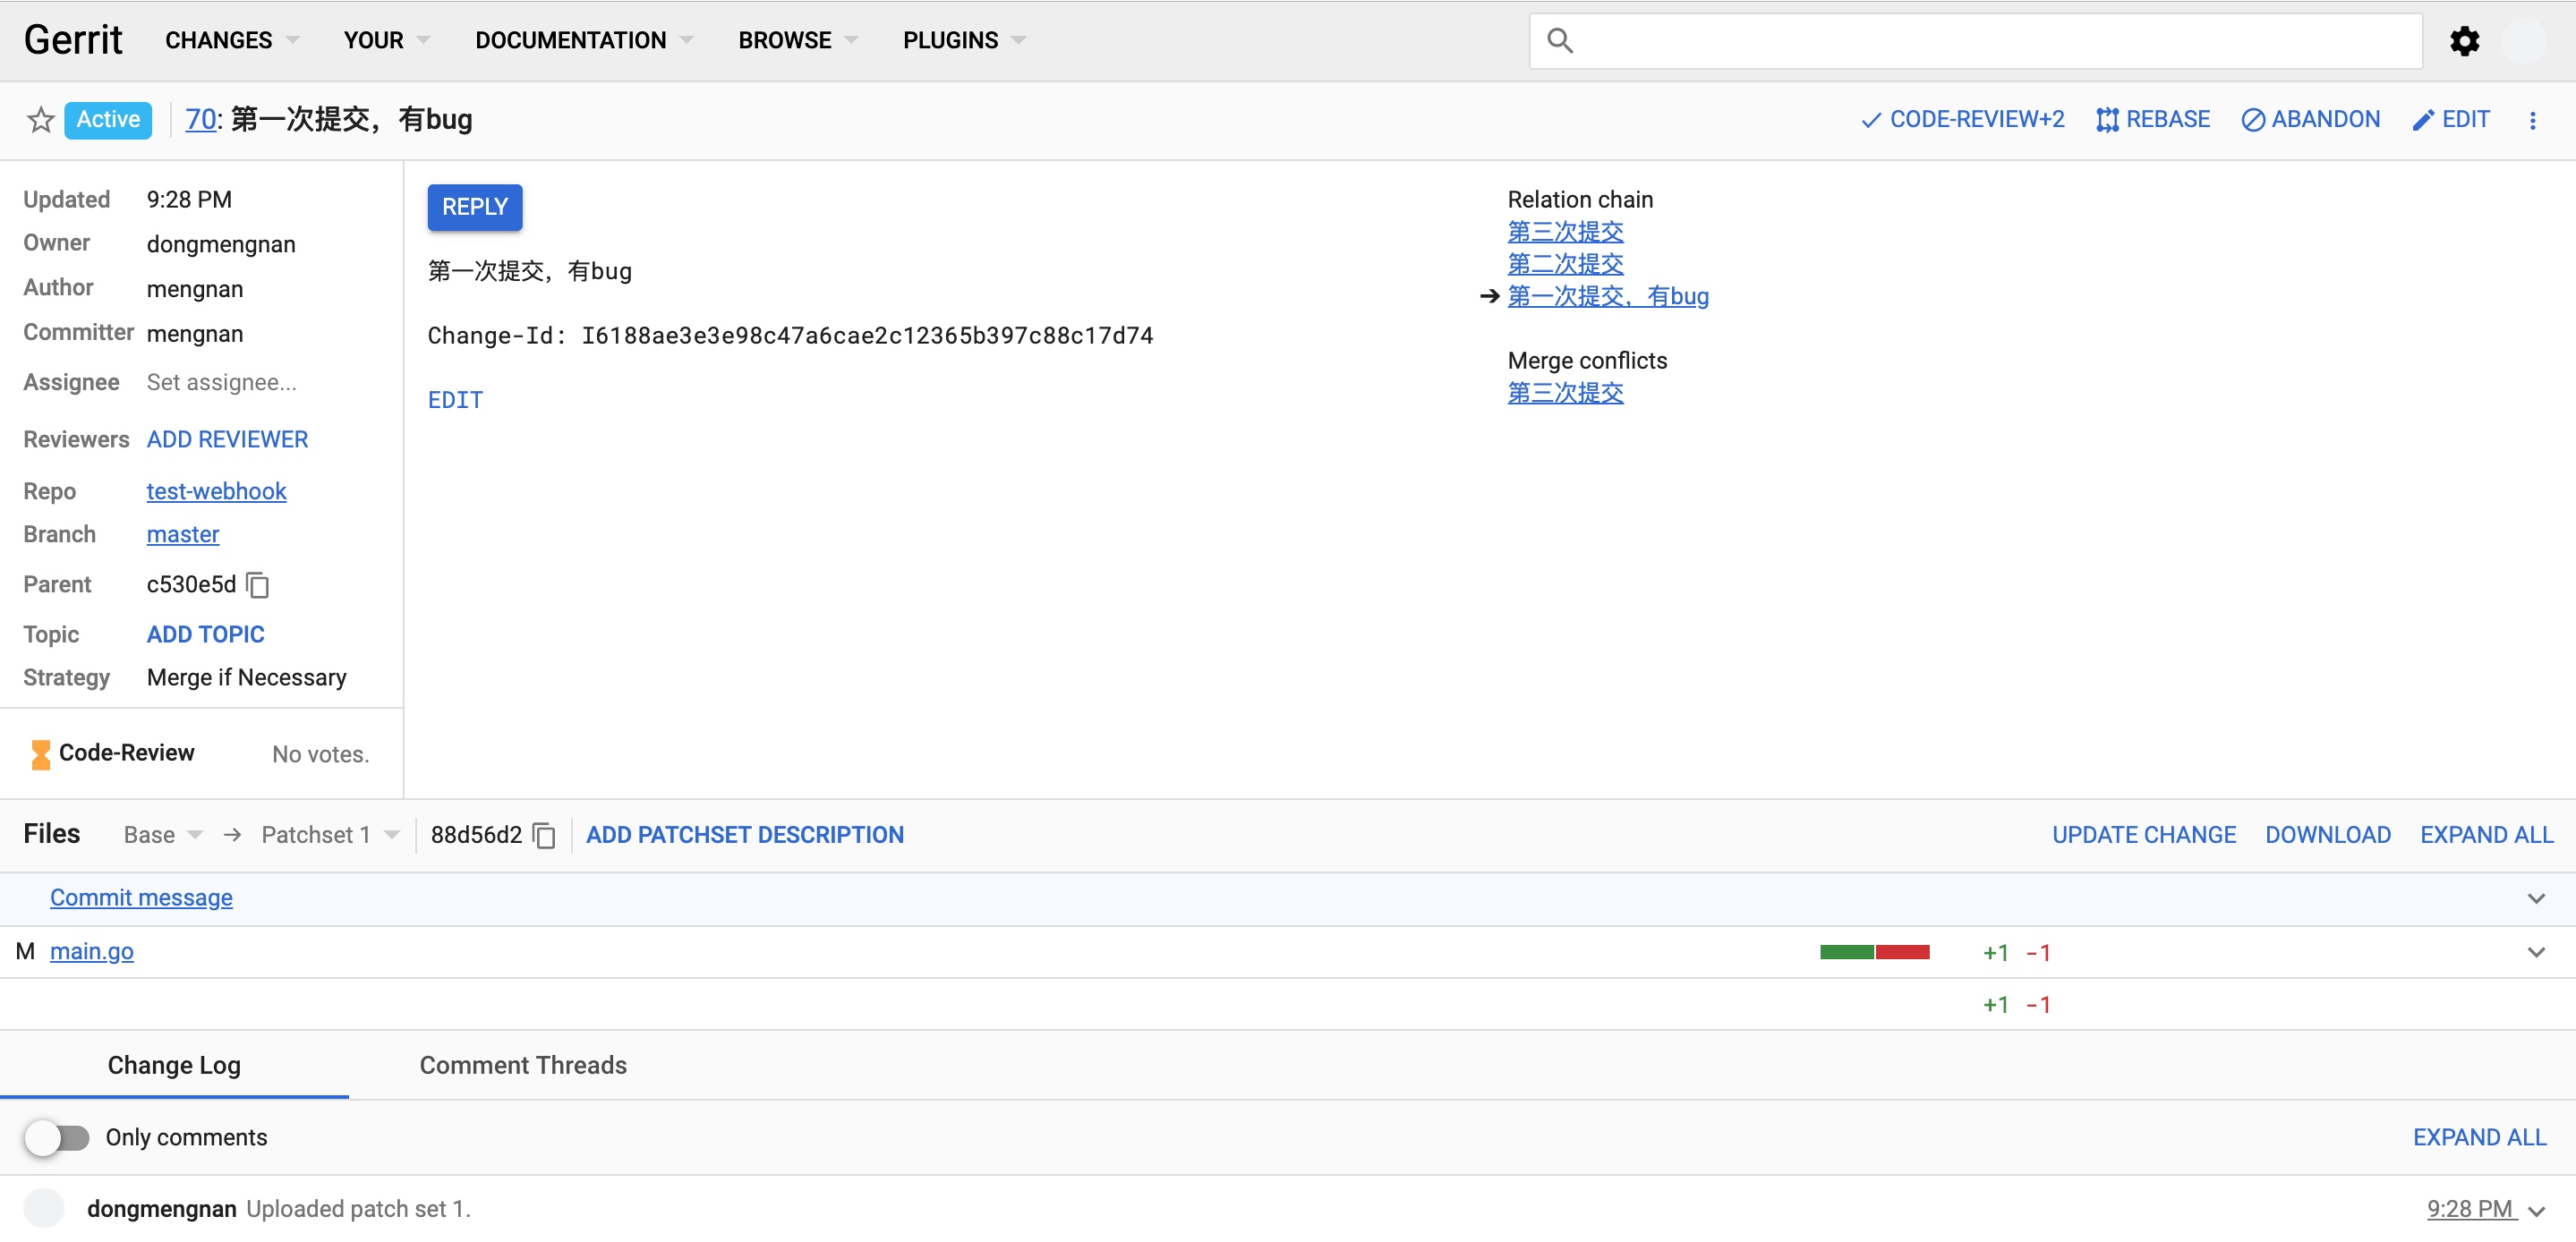 Gerrit CHANGES YOUR DOCUMENTATION BROWSE PLUGINS
Active 70: 第一次提交，有bug CODE-REVIEW+2 REBASE ABANDON EDIT
Updated 9:28 PM
Owner dongmengnan
Author mengnan
Committer mengnan
Assignee Set assignee...
Reviewers ADD REVIEWER
Repo test-webhook
Branch master
Parent c530e5d
Topic ADD TOPIC
Strategy Merge if Necessary
Code-Review No votes.
REPLY
第一次提交，有bug
Change-Id: I6188ae3e3e98c47a6cae2c12365b397c88c17d74
EDIT
Relation chain
第三次提交
第二次提交
→ 第一次提交，有bug
Merge conflicts
第三次提交
Files Base → Patchset 1 88d56d2 ADD PATCHSET DESCRIPTION UPDATE CHANGE DOWNLOAD EXPAND ALL
Commit message
M main.go +1 -1
+1 -1
Change Log Comment Threads
Only comments EXPAND ALL
dongmengnan Uploaded patch set 1. 9:28 PM